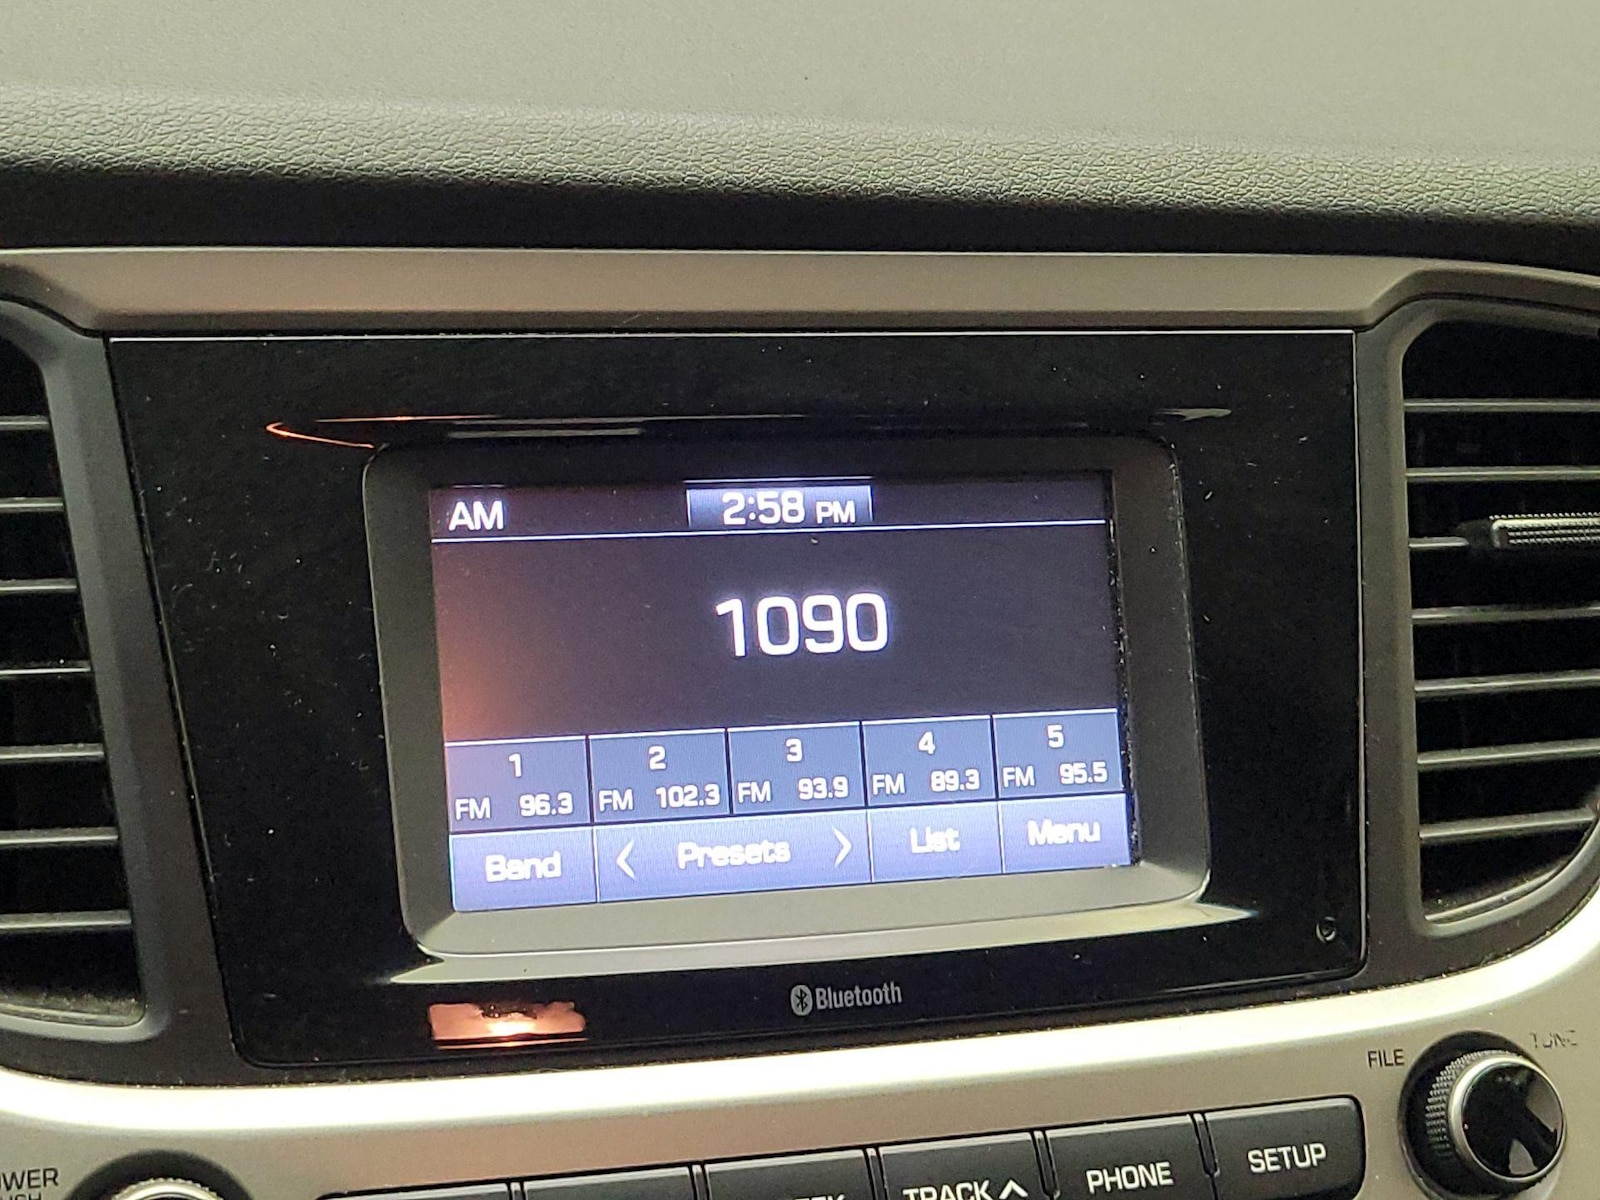 AM 2:58 PM
1090
1 2 3 4 5
FM 96.3 FM 102.3 FM 93.9 FM 89.3 FM 95.5
Band < Presets > List Menu
Bluetooth
FILE TUNE
TRACK PHONE SETUP